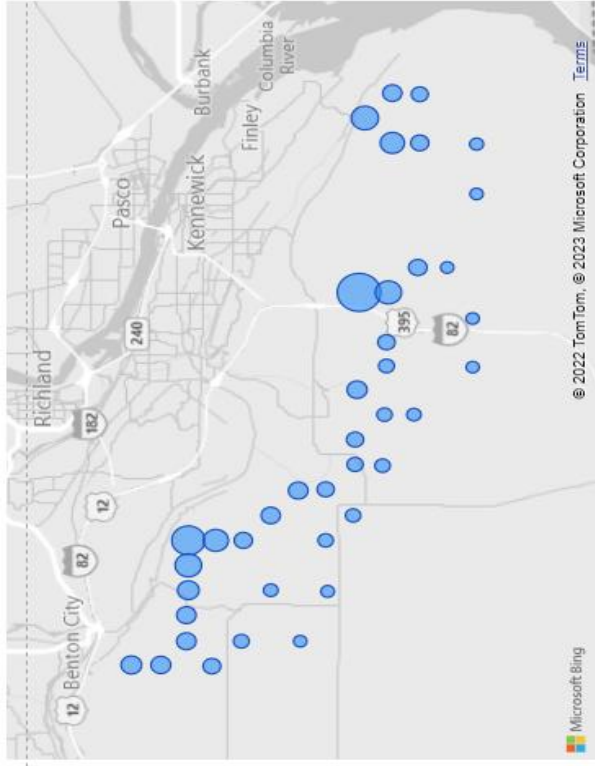 Richland
Pasco
Burbank
Columbia
River
Finley
Kennewick
Benton City
12
82
12
182
240
395
82
Microsoft Bing
© 2022 TomTom, © 2023 Microsoft Corporation Terms